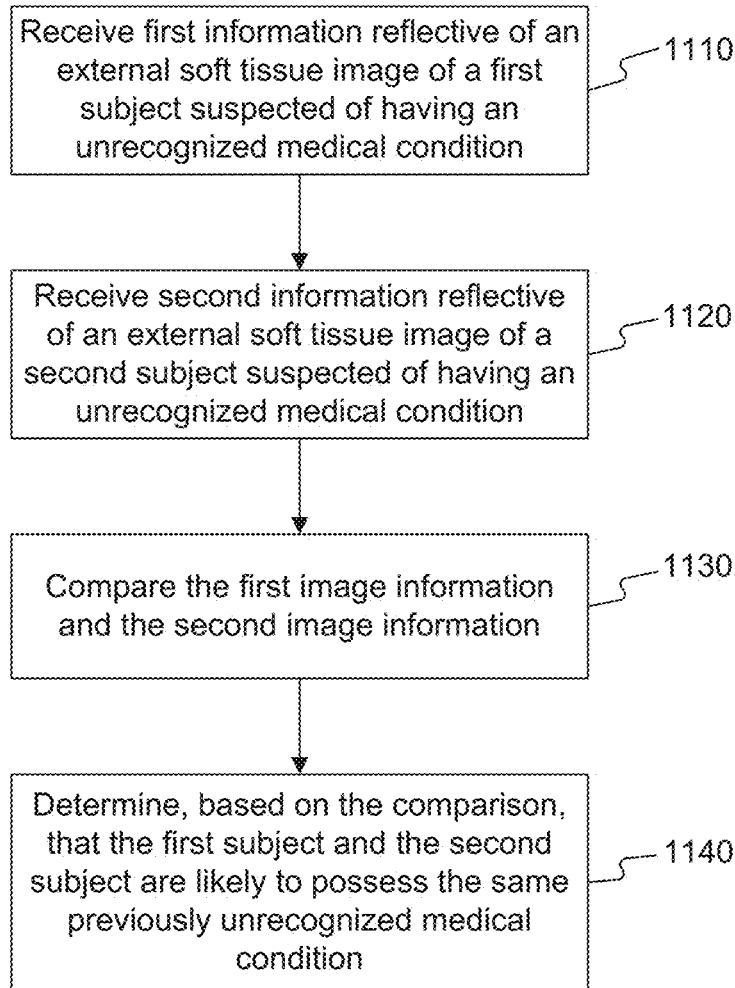 Receive first information reflective of an
external soft tissue image of a first
subject suspected of having an
unrecognized medical condition
1110
Receive second information reflective
of an external soft tissue image of a
second subject suspected of having an
unrecognized medical condition
1120
Compare the first image information
and the second image information
1130
Determine, based on the comparison,
that the first subject and the second
subject are likely to possess the same
previously unrecognized medical
condition
1140